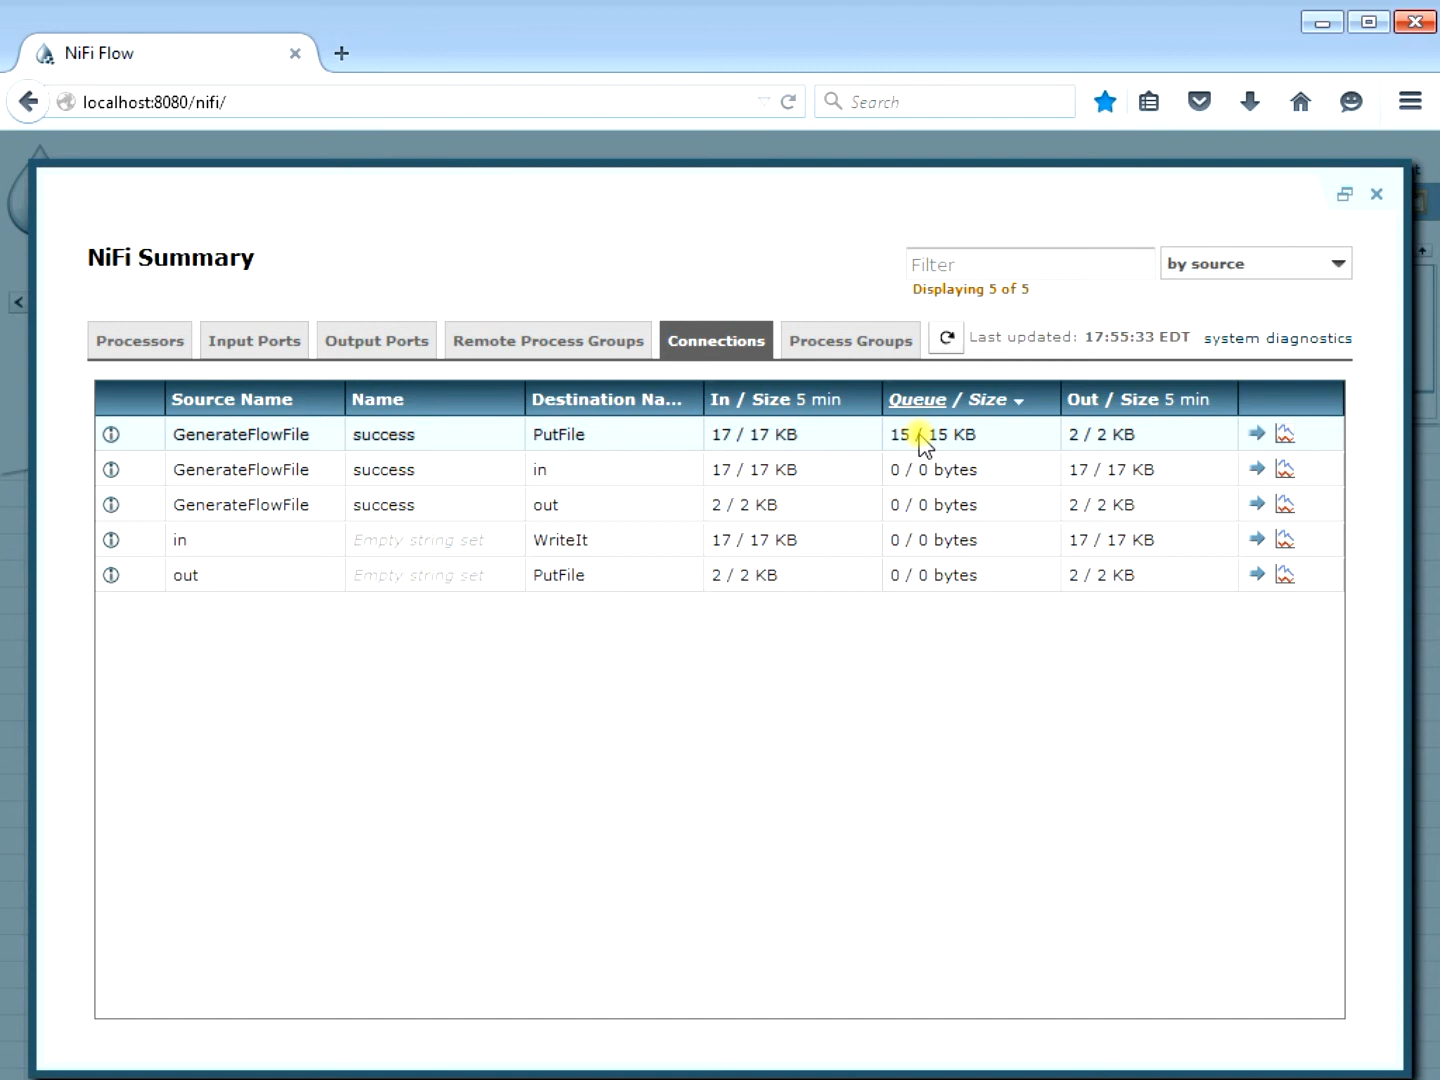 NiFi Flow
localhost:8080/nifi/
Search
NiFi Summary
Filter
by source
Displaying 5 of 5
Processors Input Ports Output Ports Remote Process Groups Connections Process Groups Last updated: 17:55:33 EDT system diagnostics
Source Name Name Destination Na... In / Size 5 min Queue / Size Out / Size 5 min
GenerateFlowFile success PutFile 17 / 17 KB 15 / 15 KB 2 / 2 KB
GenerateFlowFile success in 17 / 17 KB 0 / 0 bytes 17 / 17 KB
GenerateFlowFile success out 2 / 2 KB 0 / 0 bytes 2 / 2 KB
in Empty string set WriteIt 17 / 17 KB 0 / 0 bytes 17 / 17 KB
out Empty string set PutFile 2 / 2 KB 0 / 0 bytes 2 / 2 KB